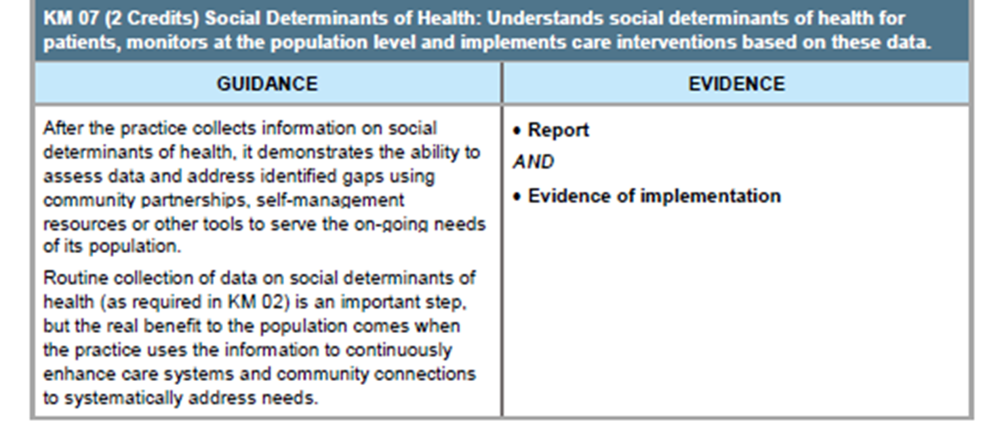 KM 07 (2 Credits) Social Determinants of Health: Understands social determinants of health for
patients, monitors at the population level and implements care interventions based on these data.
GUIDANCE
EVIDENCE
After the practice collects information on social
determinants of health, it demonstrates the ability to
assess data and address identified gaps using
community partnerships, self-management
resources or other tools to serve the on-going needs
of its population.
Routine collection of data on social determinants of
health (as required in KM 02) is an important step,
but the real benefit to the population comes when
the practice uses the information to continuously
enhance care systems and community connections
to systematically address needs.
• Report
AND
• Evidence of implementation